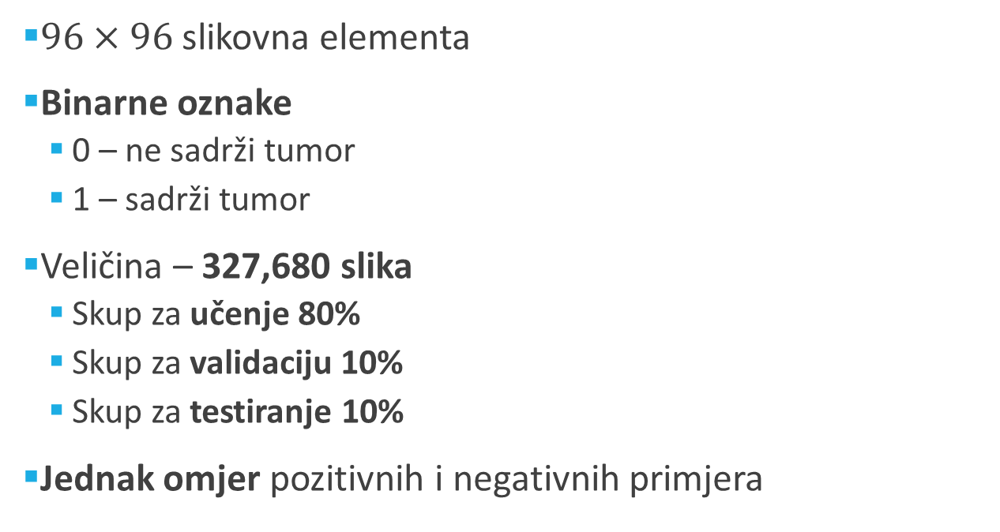 ▪96 × 96 slikovna elementa
▪Binarne oznake
▪ 0 – ne sadrži tumor
▪ 1 – sadrži tumor
▪Veličina – 327,680 slika
▪ Skup za učenje 80%
▪ Skup za validaciju 10%
▪ Skup za testiranje 10%
▪Jednak omjer pozitivnih i negativnih primjera